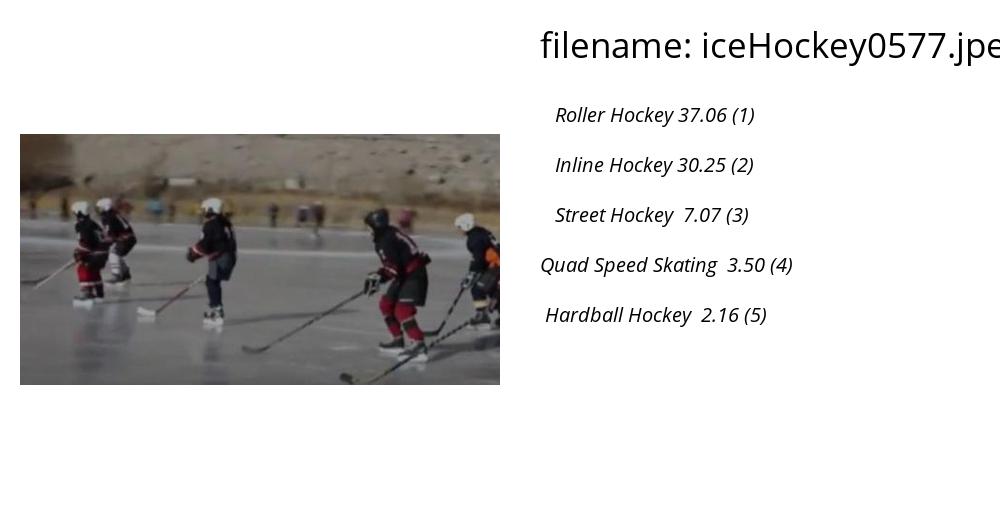 filename: iceHockey0577.jpe
Roller Hockey 37.06 (1)
Inline Hockey 30.25 (2)
Street Hockey 7.07 (3)
Quad Speed Skating 3.50 (4)
Hardball Hockey 2.16 (5)